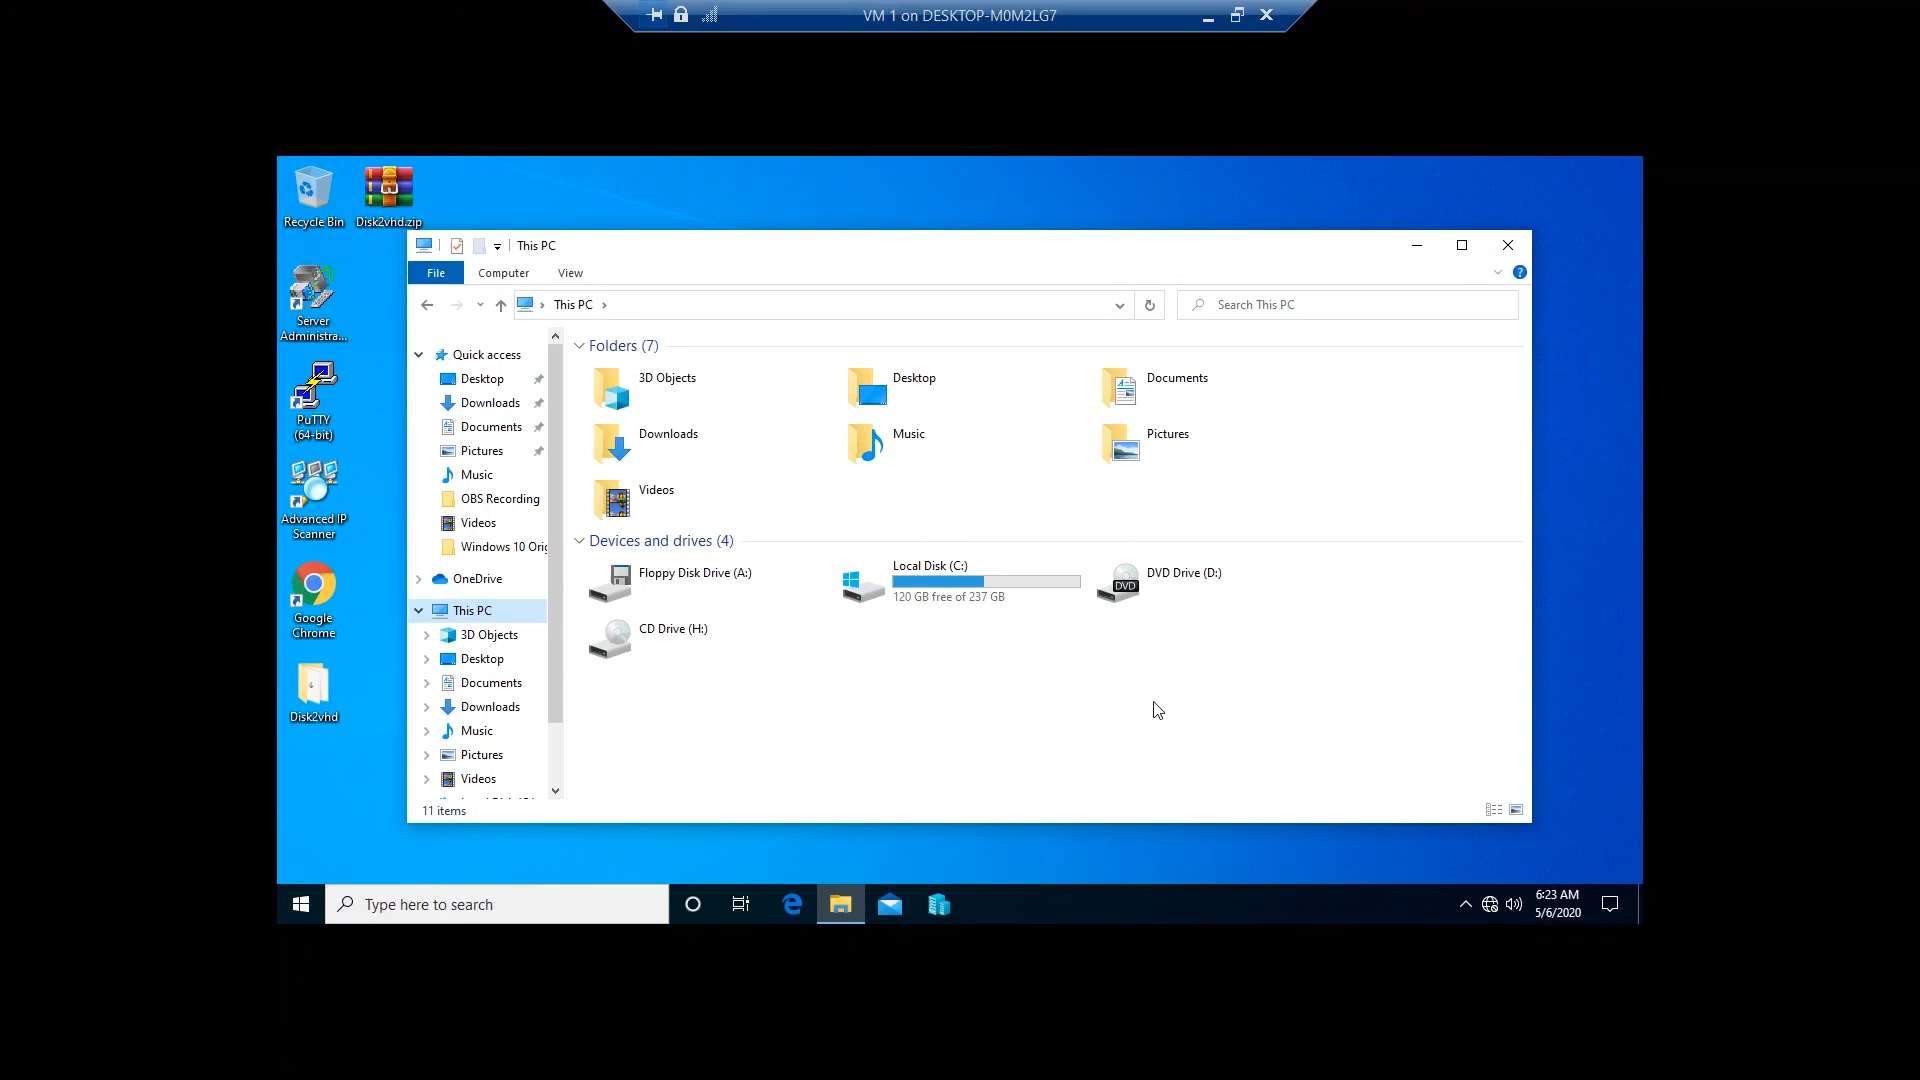 VM 1 on DESKTOP-M0M2LG7
Recycle Bin
Disk2vhd.zip
Server
Administra...
PuTTY
(64-bit)
Advanced IP
Scanner
Google
Chrome
Disk2vhd
This PC
File
Computer
View
This PC
Search This PC
Quick access
Desktop
Downloads
Documents
Pictures
Music
OBS Recording
Videos
Windows 10 Orig
OneDrive
This PC
3D Objects
Desktop
Documents
Downloads
Music
Pictures
Videos
Folders (7)
3D Objects
Desktop
Documents
Downloads
Music
Pictures
Videos
Devices and drives (4)
Floppy Disk Drive (A:)
Local Disk (C:)
120 GB free of 237 GB
DVD
DVD Drive (D:)
CD Drive (H:)
11 items
Type here to search
6:23 AM
5/6/2020